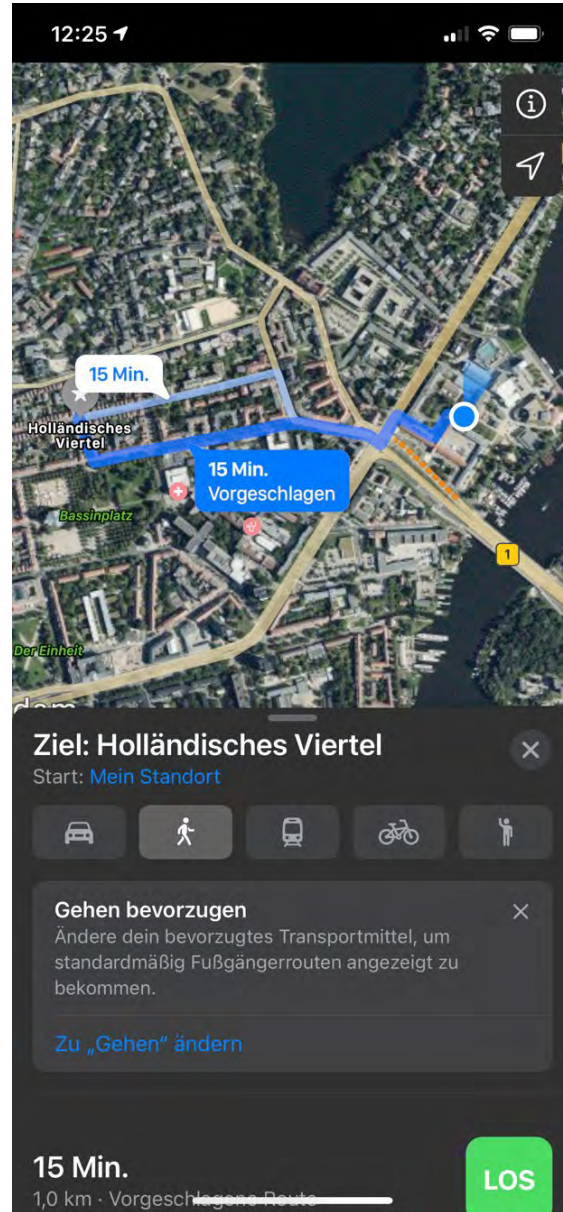 12:25
15 Min.
Holländisches
Viertel
15 Min.
Vorgeschlagen
Bassinplatz
1
Der Einheit
Ziel: Holländisches Viertel
Start: Mein Standort
Gehen bevorzugen
Ändere dein bevorzugtes Transportmittel, um
standardmäßig Fußgängerrouten angezeigt zu
bekommen.
Zu „Gehen“ ändern
15 Min.
LOS
1,0 km · Vorgeschlagene Route